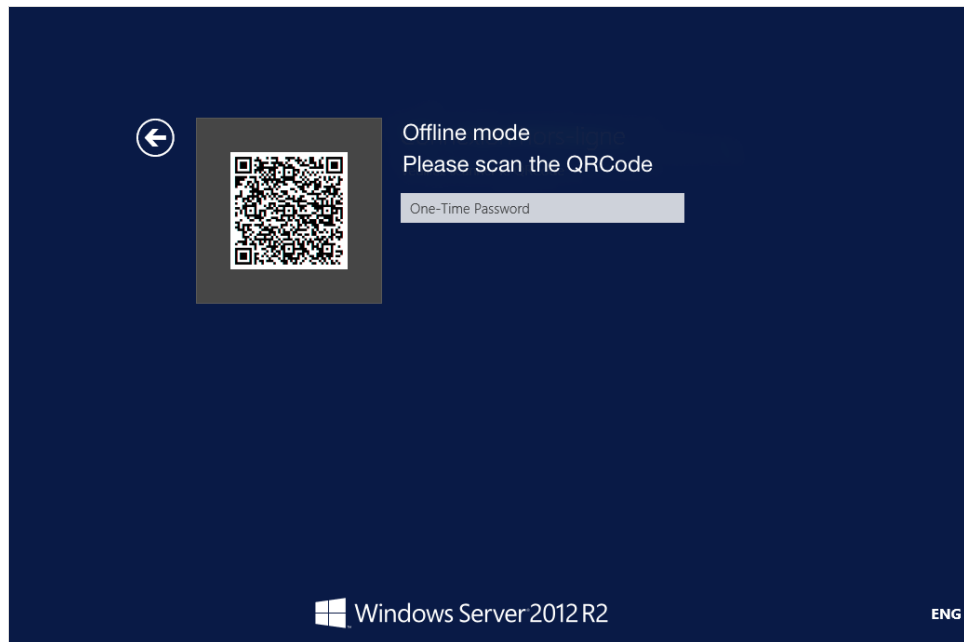 Offline mode
Please scan the QRCode
One-Time Password
Windows Server 2012 R2
ENG